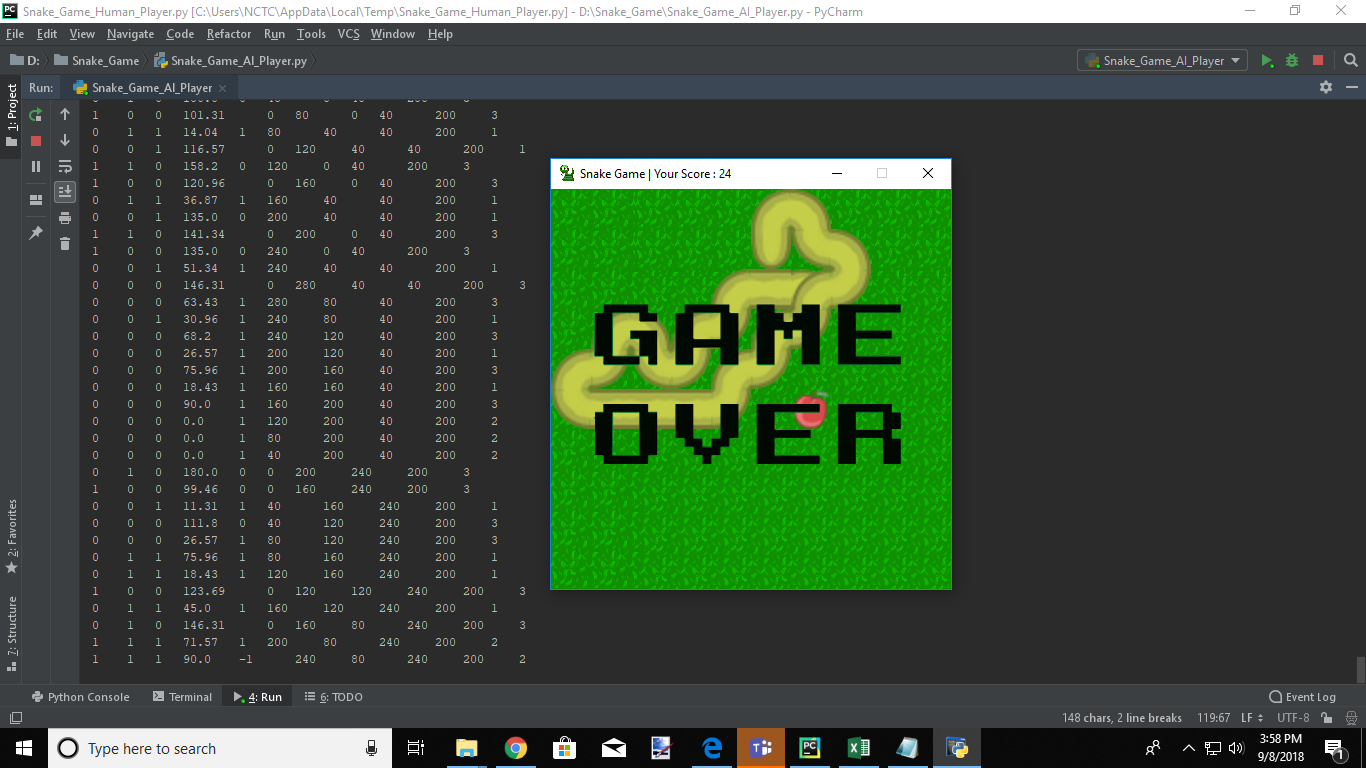 Snake_Game_Human_Player.py [C:\Users\NCTC\AppData\Local\Temp\Snake_Game_Human_Player.py] - D:\Snake_Game\Snake_Game_AI_Player.py - PyCharm
File Edit View Navigate Code Refactor Run Tools VCS Window Help
D: Snake_Game Snake_Game_AI_Player.py Snake_Game_AI_Player
1: Project
Run: Snake_Game_AI_Player
1 0 0 101.31 0 80 0 40 200 3
0 1 1 14.04 1 80 40 40 200 1
0 0 1 116.57 0 120 40 40 200 1
1 1 0 158.2 0 120 0 40 200 3
1 0 0 120.96 0 160 0 40 200 3
0 1 1 36.87 1 160 40 40 200 1
0 1 0 135.0 0 200 40 40 200 1
1 1 0 141.34 0 200 0 40 200 3
1 0 0 135.0 0 240 0 40 200 3
0 0 1 51.34 1 240 40 40 200 1
0 0 1 146.31 0 280 40 40 200 3
0 0 0 63.43 1 280 80 40 200 3
0 0 1 30.96 1 240 80 40 200 1
0 0 0 68.2 1 240 120 40 200 3
0 0 0 26.57 1 200 120 40 200 1
0 0 0 75.96 1 200 160 40 200 3
0 0 0 18.43 1 160 160 40 200 1
0 0 0 90.0 1 160 200 40 200 3
0 0 0 0.0 1 120 200 40 200 2
0 0 0 0.0 1 80 200 40 200 2
0 0 0 0.0 1 40 200 40 200 2
0 1 0 180.0 0 0 200 240 200 3
1 0 0 99.46 0 0 160 240 200 3
0 0 1 11.31 1 40 160 240 200 1
0 0 0 111.8 0 40 120 240 200 3
0 0 0 26.57 1 80 120 240 200 3
0 1 1 75.96 1 80 160 240 200 1
0 1 1 18.43 1 120 160 240 200 1
1 0 0 123.69 0 120 120 240 200 3
0 1 1 45.0 1 160 120 240 200 1
0 1 0 146.31 0 160 80 240 200 3
1 1 1 71.57 1 200 80 240 200 2
1 1 1 90.0 -1 240 80 240 200 2
Snake Game | Your Score : 24
GAME
OVER
2: Favorites
7: Structure
Python Console Terminal 4: Run 6: TODO Event Log
148 chars, 2 line breaks 119:67 LF UTF-8
Type here to search
3:58 PM
9/8/2018
1